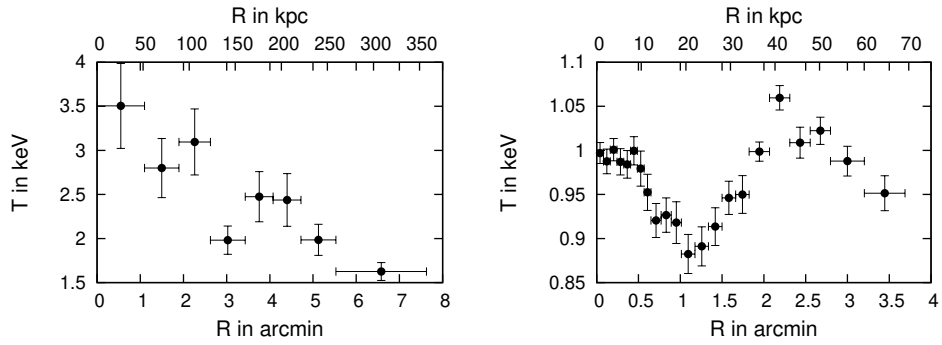 R in kpc
0 50 100 150 200 250 300 350
4
3.5
3
2.5
2
1.5
T in keV
0 1 2 3 4 5 6 7 8
R in arcmin
R in kpc
0 10 20 30 40 50 60 70
1.1
1.05
1
0.95
0.9
0.85
T in keV
0 0.5 1 1.5 2 2.5 3 3.5 4
R in arcmin